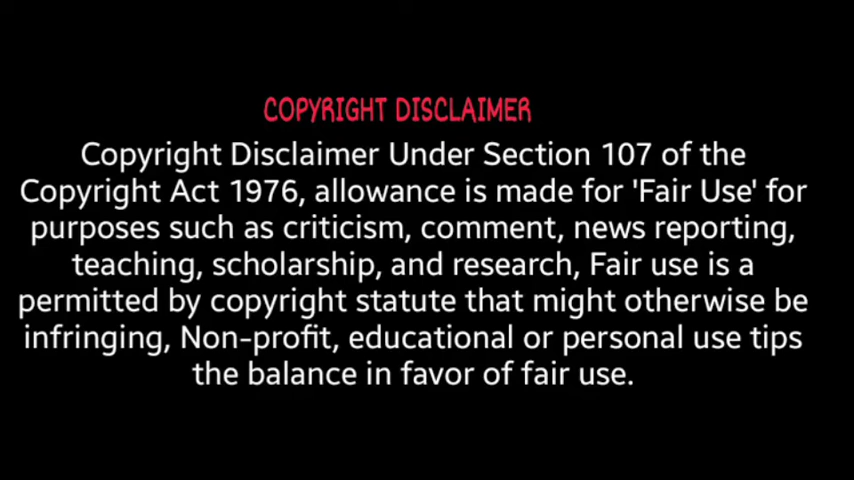 COPYRIGHT DISCLAIMER
Copyright Disclaimer Under Section 107 of the
Copyright Act 1976, allowance is made for 'Fair Use' for
purposes such as criticism, comment, news reporting,
teaching, scholarship, and research, Fair use is a
permitted by copyright statute that might otherwise be
infringing, Non-profit, educational or personal use tips
the balance in favor of fair use.